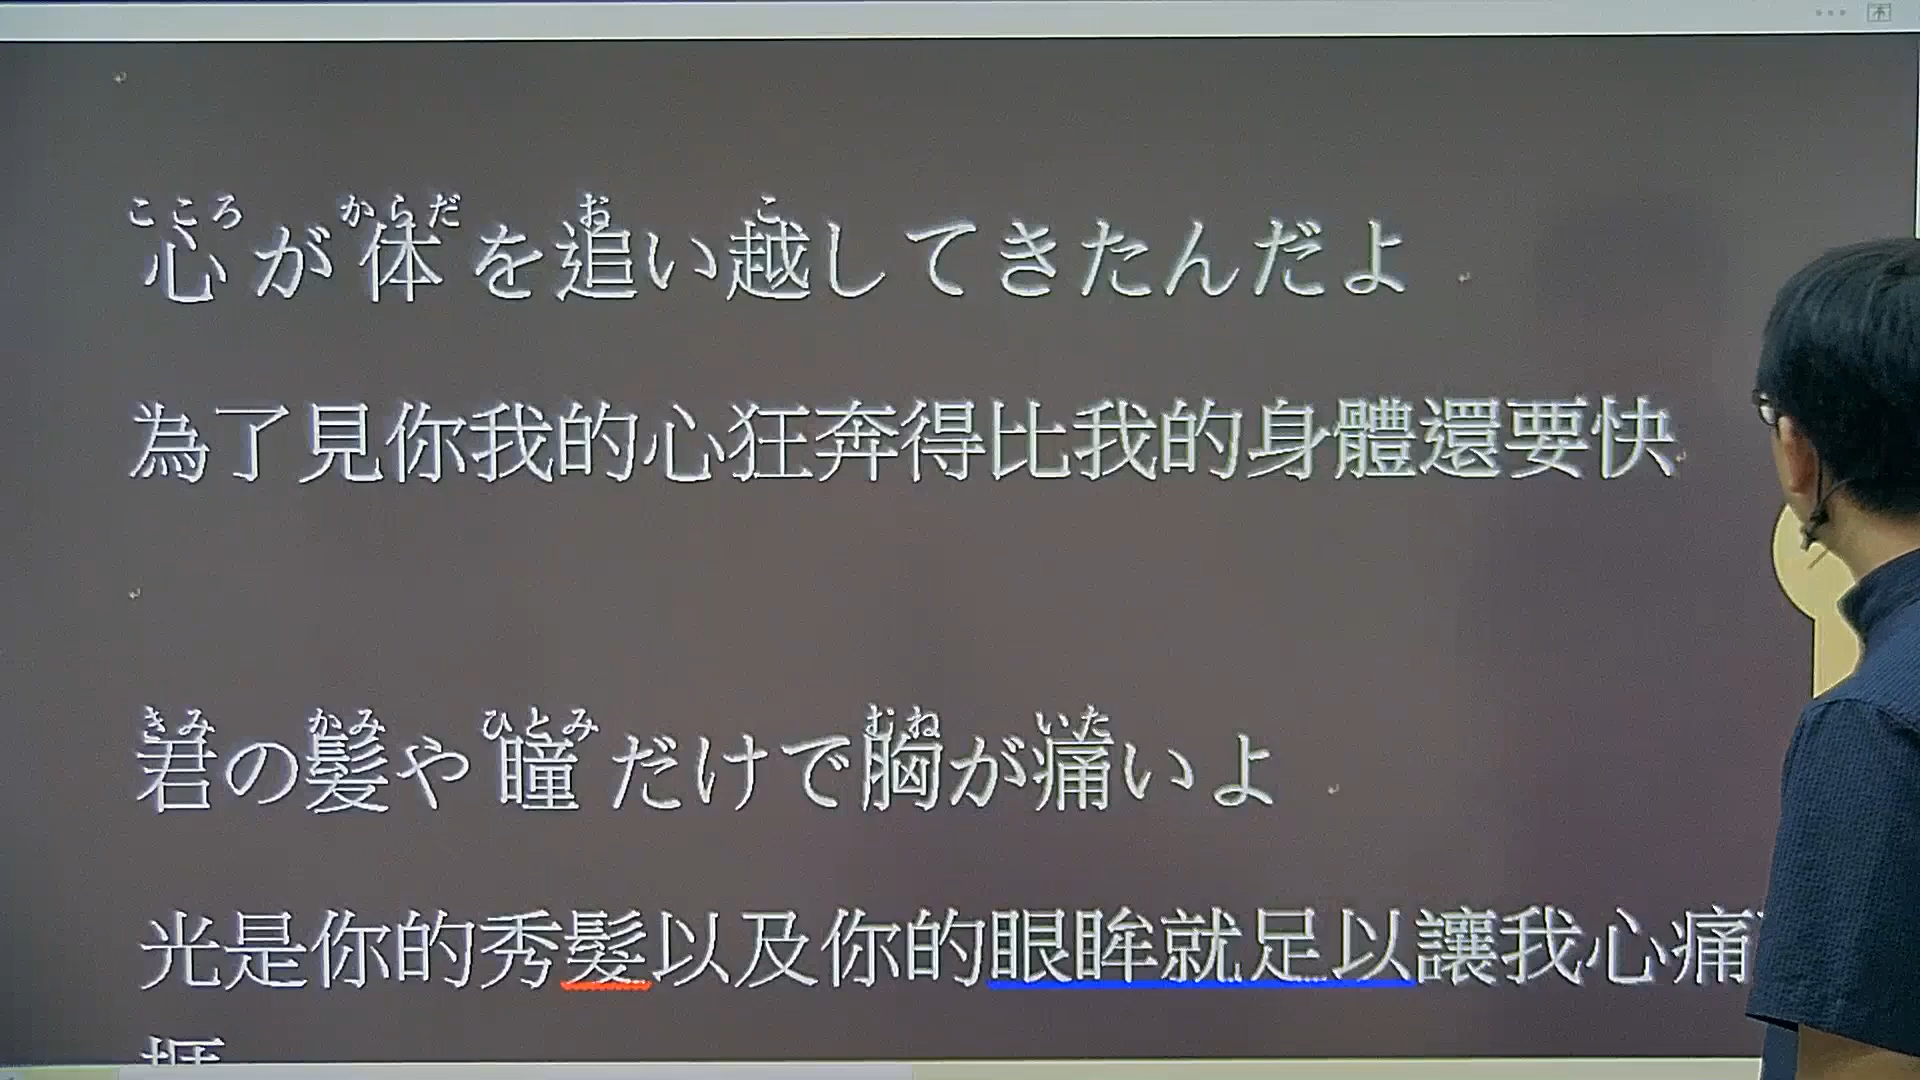 こころ からだ お こ
心が体を追い越してきたんだよ
為了見你我的心狂奔得比我的身體還要快
きみ かみ ひとみ むね いた
君の髪や瞳だけで胸が痛いよ
光是你的秀髮以及你的眼眸就足以讓我心痛